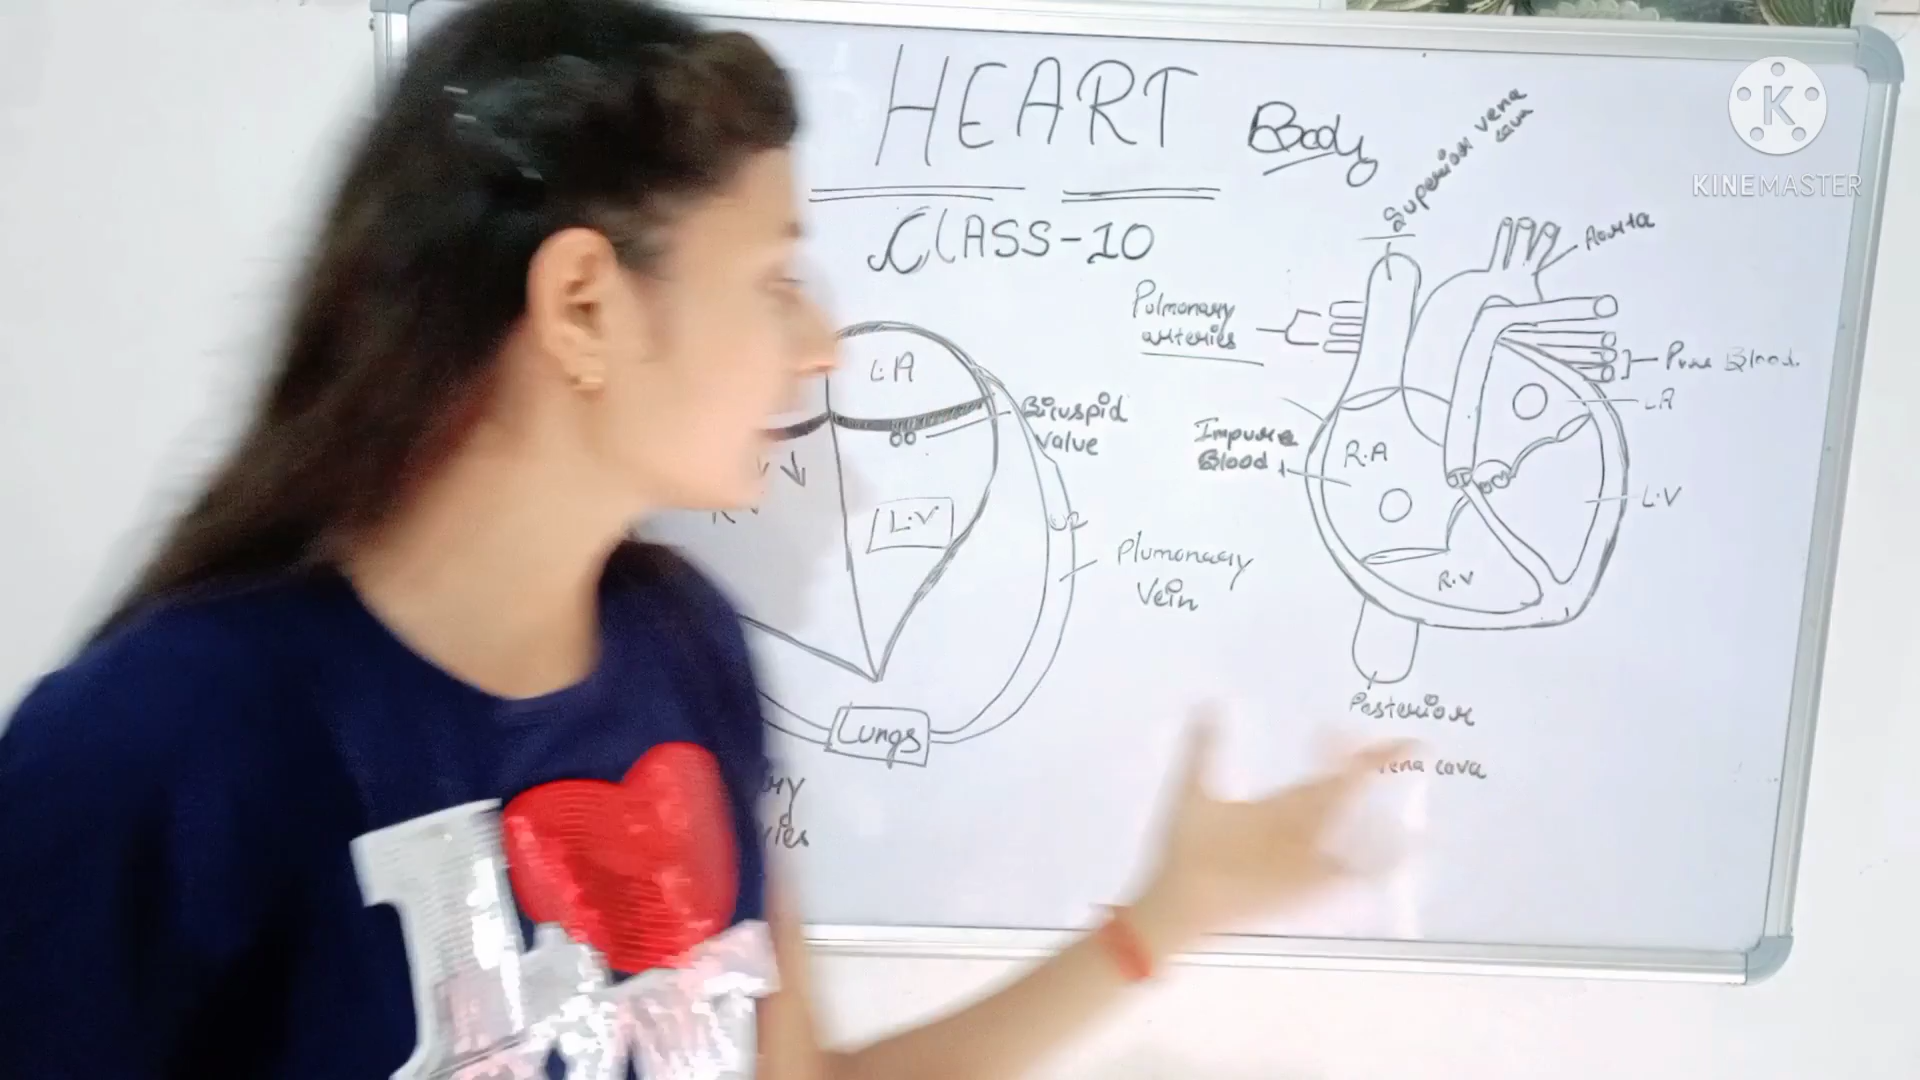 HEART
Body
Superior vena
cava
KINEMASTER
CLASS-10
Aorta
Pulmonary
arteries
Pure Blood
L.A
L.A
Bicuspid
value
Impure
Blood
R.A
L.V
L.V
Plumonary
Vein
R.V
Lungs
Posterior
vena cava